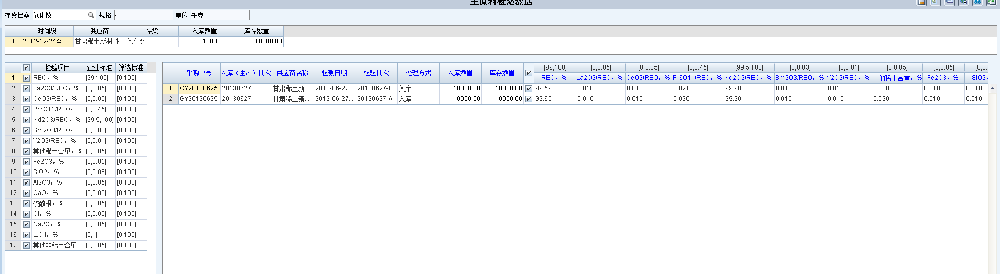 主原料检验数据
存货档案 氧化钕 规格 - 单位 千克
时间段 供应商 存货 入库数量 库存数量
1 2012-12-24至 甘肃稀土新材料... 氧化钕 10000.00 10000.00
检验项目 企业标准 筛选标准
1 REO，% [99,100] [0,100]
2 La2O3/REO，% [0,0.05] [0,100]
3 CeO2/REO，% [0,0.05] [0,100]
4 Pr6O11/REO，... [0,0.45] [0,100]
5 Nd2O3/REO，% [99.5,100] [0,100]
6 Sm2O3/REO，... [0,0.03] [0,100]
7 Y2O3/REO，% [0,0.01] [0,100]
8 其他稀土含量，% [0,0.05] [0,100]
9 Fe2O3，% [0,0.05] [0,100]
10 SiO2，% [0,0.05] [0,100]
11 Al2O3，% [0,0.05] [0,100]
12 CaO，% [0,0.05] [0,100]
13 硫酸根，% [0,0.05] [0,100]
14 Cl，% [0,0.05] [0,100]
15 Na2O，% [0,0.05] [0,100]
16 L.O.I，% [0,1] [0,100]
17 其他非稀土含量... [0,0.05] [0,100]
[99,100] [0,0.05] [0,0.05] [0,0.45] [99.5,100] [0,0.03] [0,0.01] [0,0.05] [0,0.05] [0,0.
采购单号 入库（生产）批次 供应商名称 检测日期 检验批次 处理方式 入库数量 库存数量 REO，% La2O3/REO，% CeO2/REO，% Pr6O11/REO，% Nd2O3/REO，% Sm2O3/REO，% Y2O3/REO，% 其他稀土含量，% Fe2O3，% SiO2，
1 GY20130625 20130627 甘肃稀土新... 2013-06-27... 20130627-B 入库 10000.00 10000.00 99.59 0.010 0.010 0.021 99.90 0.010 0.010 0.030 0.010 0.010
2 GY20130625 20130627 甘肃稀土新... 2013-06-27... 20130627-A 入库 10000.00 10000.00 99.60 0.010 0.010 0.030 99.90 0.010 0.010 0.030 0.010 0.010